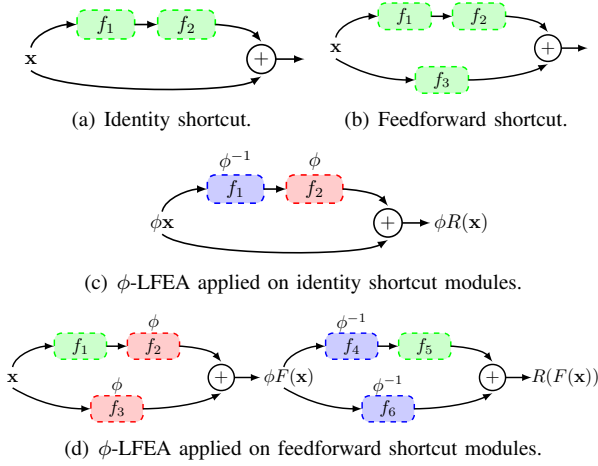 f₁ f₂
x +
(a) Identity shortcut.
f₁ f₂
x +
f₃
(b) Feedforward shortcut.
ϕ⁻¹ ϕ
f₁ f₂
ϕx + ϕR(x)
(c) ϕ-LFEA applied on identity shortcut modules.
ϕ
f₁ f₂
x + ϕF(x)
ϕ
f₃
ϕ⁻¹
f₄ f₅
+ R(F(x))
ϕ⁻¹
f₆
(d) ϕ-LFEA applied on feedforward shortcut modules.